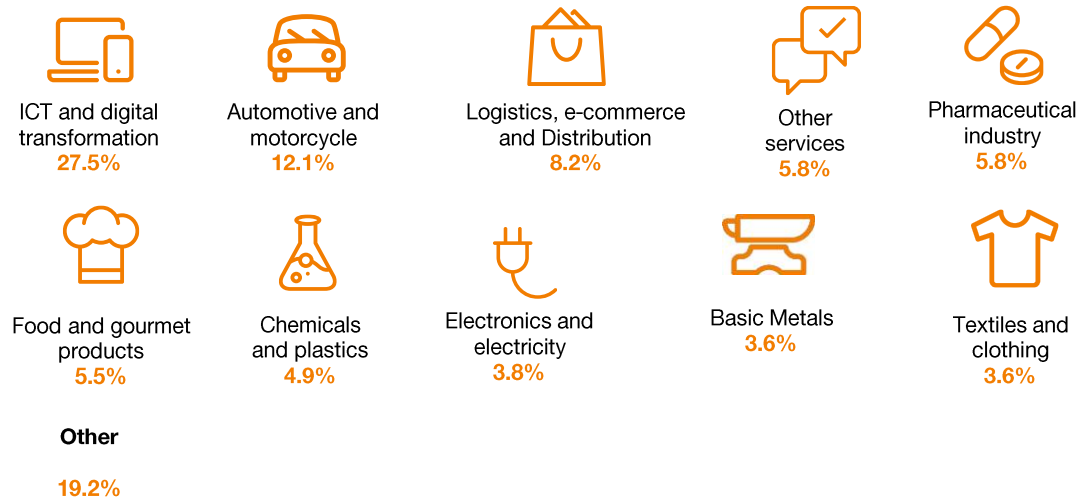 ICT and digital
transformation
27.5%
Automotive and
motorcycle
12.1%
Logistics, e-commerce
and Distribution
8.2%
Other
services
5.8%
Pharmaceutical
industry
5.8%
Food and gourmet
products
5.5%
Chemicals
and plastics
4.9%
Electronics and
electricity
3.8%
Basic Metals
3.6%
Textiles and
clothing
3.6%
Other
19.2%